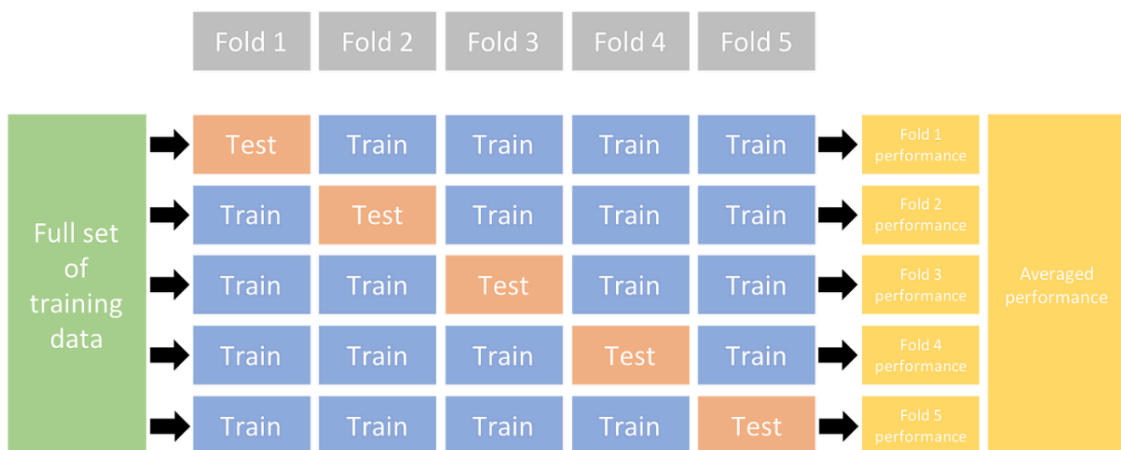 Fold 1 Fold 2 Fold 3 Fold 4 Fold 5
Full set
of
training
data
Test Train Train Train Train
Train Test Train Train Train
Train Train Test Train Train
Train Train Train Test Train
Train Train Train Train Test
Fold 1
performance
Fold 2
performance
Fold 3
performance
Fold 4
performance
Fold 5
performance
Averaged
performance